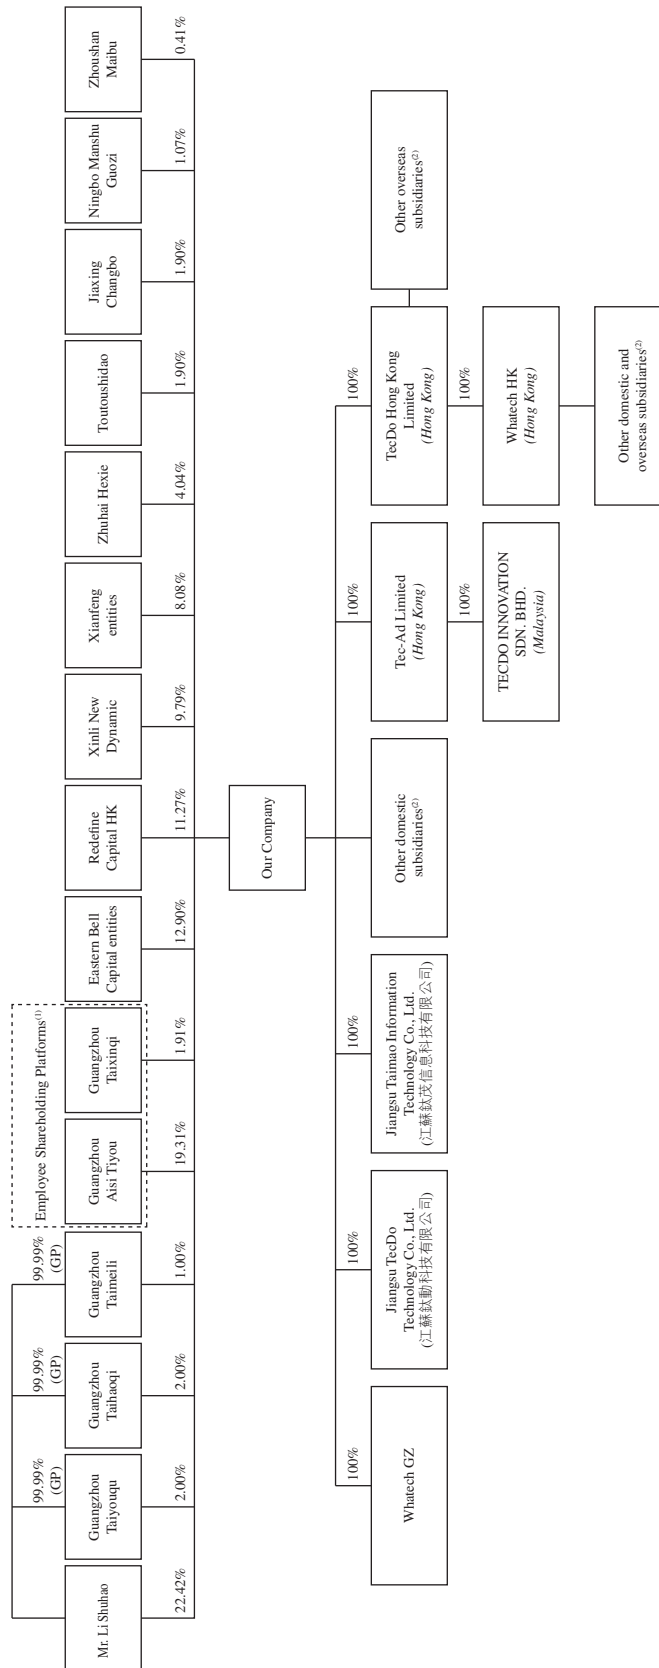 99.99%
(GP)
99.99%
(GP)
99.99%
(GP)
Employee Shareholding Platforms(1)
Mr. Li Shuhao
Guangzhou
Taiyouqu
Guangzhou
Taihaoqi
Guangzhou
Taimeili
Guangzhou
Aisi Tiyou
Guangzhou
Taixinqi
Eastern Bell
Capital entities
Redefine
Capital HK
Xinli New
Dynamic
Xianfeng
entities
Zhuhai Hexie
Toutoushidao
Jiaxing
Changbo
Ningbo Manshu
Guozi
Zhoushan
Maibu
22.42%
2.00%
2.00%
1.00%
19.31%
1.91%
12.90%
11.27%
9.79%
8.08%
4.04%
1.90%
1.90%
1.07%
0.41%
Our Company
100%
100%
100%
100%
100%
Whatech GZ
Jiangsu TecDo
Technology Co., Ltd.
(江蘇鈦動科技有限公司)
Jiangsu Taimao Information
Technology Co., Ltd.
(江蘇鈦茂信息科技有限公司)
Other domestic
subsidiaries(2)
Tec-Ad Limited
(Hong Kong)
TecDo Hong Kong
Limited
(Hong Kong)
Other overseas
subsidiaries(2)
100%
100%
TECDO INNOVATION
SDN. BHD.
(Malaysia)
Whatech HK
(Hong Kong)
Other domestic and
overseas subsidiaries(2)